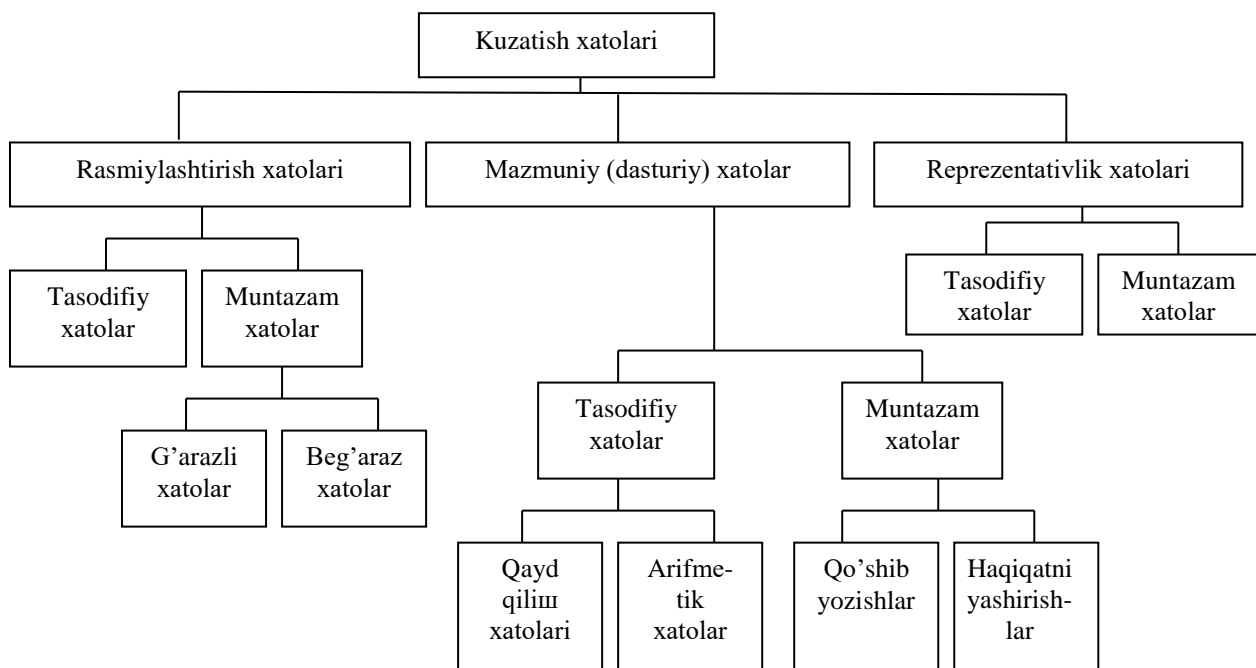 Kuzatish xatolari
Rasmiylashtirish xatolari
Mazmuniy (dasturiy) xatolar
Reprezentativlik xatolari
Tasodifiy
xatolar
Muntazam
xatolar
Tasodifiy
xatolar
Muntazam
xatolar
G’arazli
xatolar
Beg’araz
xatolar
Tasodifiy
xatolar
Muntazam
xatolar
Qayd
qiliш
xatolari
Arifme-
tik
xatolar
Qo’shib
yozishlar
Haqiqatni
yashirish-
lar